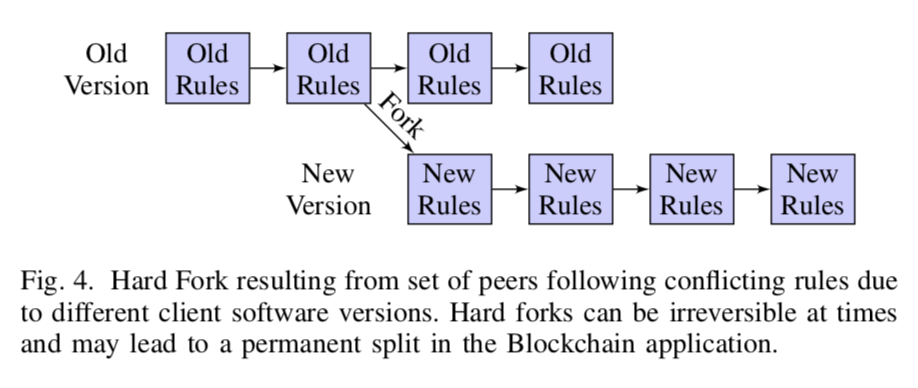 Old Version
Old Rules
Old Rules
Old Rules
Old Rules
Fork
New Version
New Rules
New Rules
New Rules
New Rules
Fig. 4. Hard Fork resulting from set of peers following conflicting rules due
to different client software versions. Hard forks can be irreversible at times
and may lead to a permanent split in the Blockchain application.